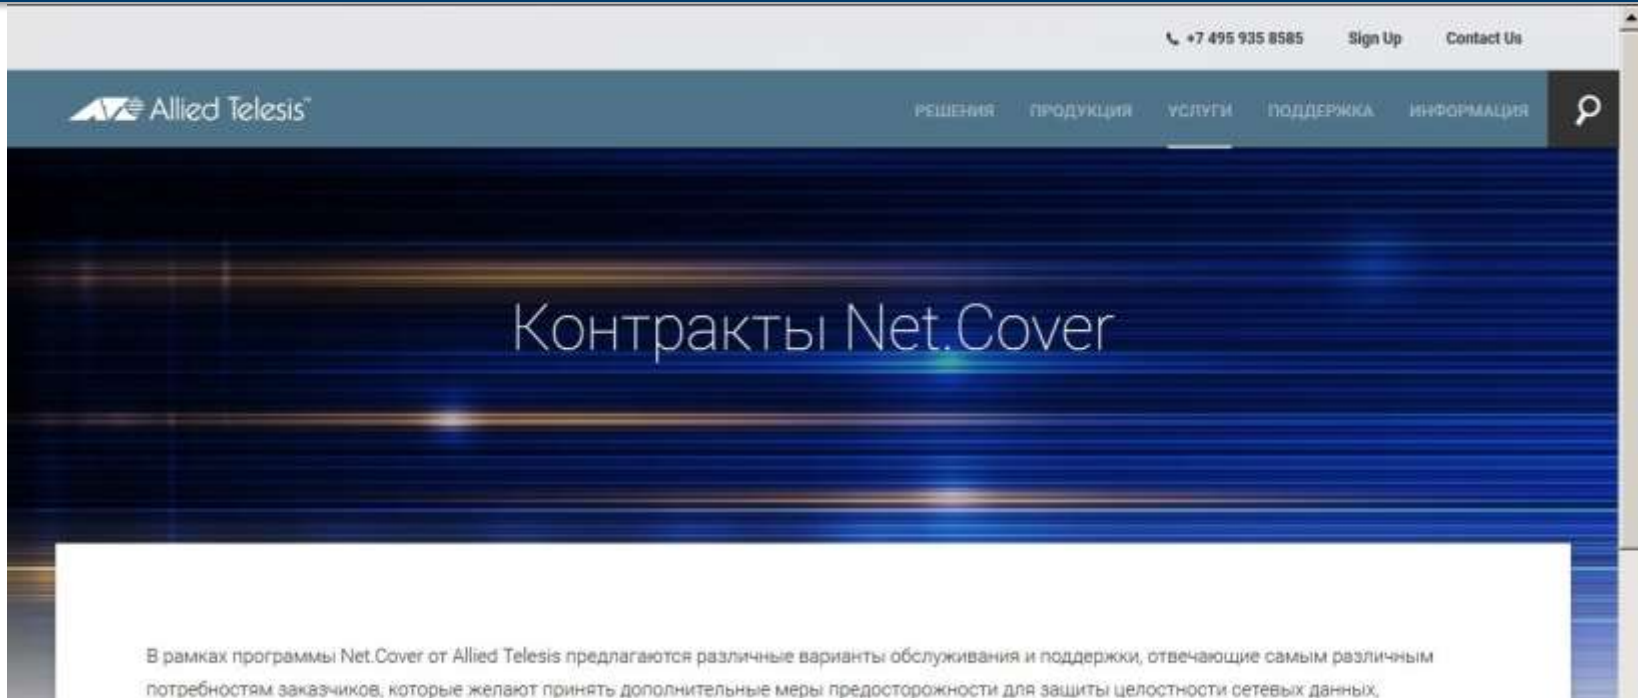 +7 495 935 8585 Sign Up Contact Us
Allied Telesis™ РЕШЕНИЯ ПРОДУКЦИЯ УСЛУГИ ПОДДЕРЖКА ИНФОРМАЦИЯ
Контракты Net.Cover
В рамках программы Net.Cover от Allied Telesis предлагаются различные варианты обслуживания и поддержки, отвечающие самым различным
потребностям заказчиков, которые желают принять дополнительные меры предосторожности для защиты целостности сетевых данных,